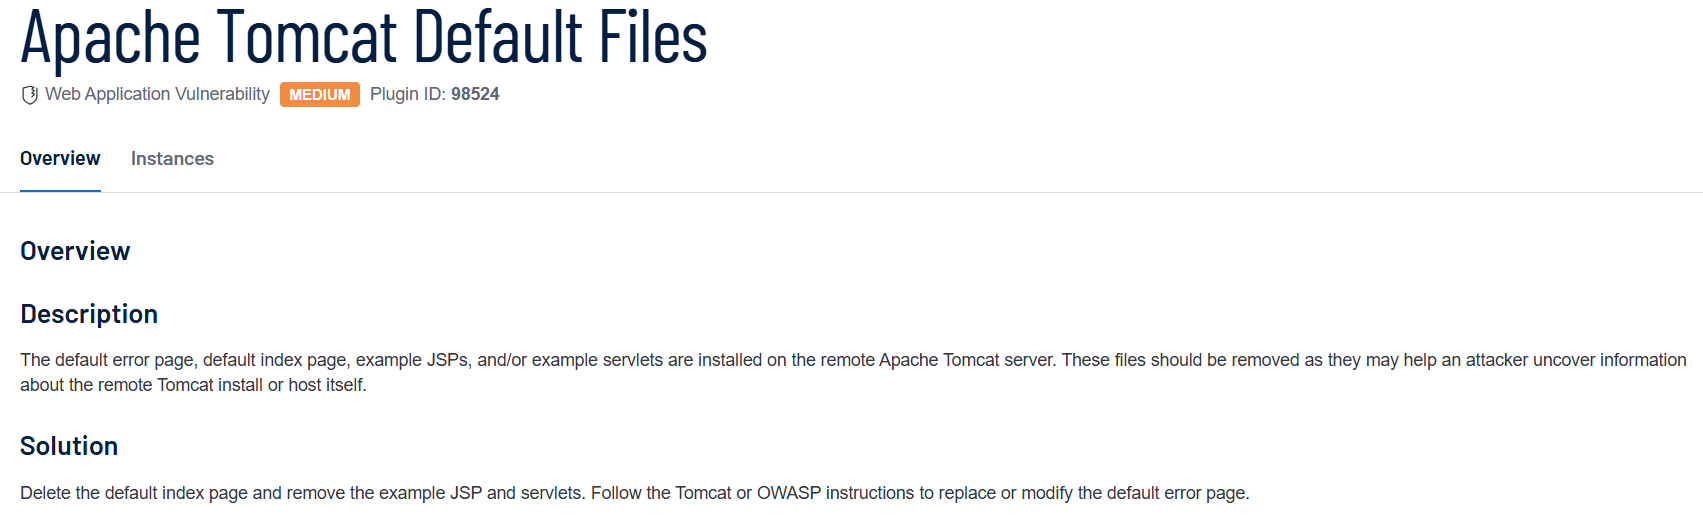 Apache Tomcat Default Files
Web Application Vulnerability MEDIUM Plugin ID: 98524
Overview Instances
Overview
Description
The default error page, default index page, example JSPs, and/or example servlets are installed on the remote Apache Tomcat server. These files should be removed as they may help an attacker uncover information
about the remote Tomcat install or host itself.
Solution
Delete the default index page and remove the example JSP and servlets. Follow the Tomcat or OWASP instructions to replace or modify the default error page.